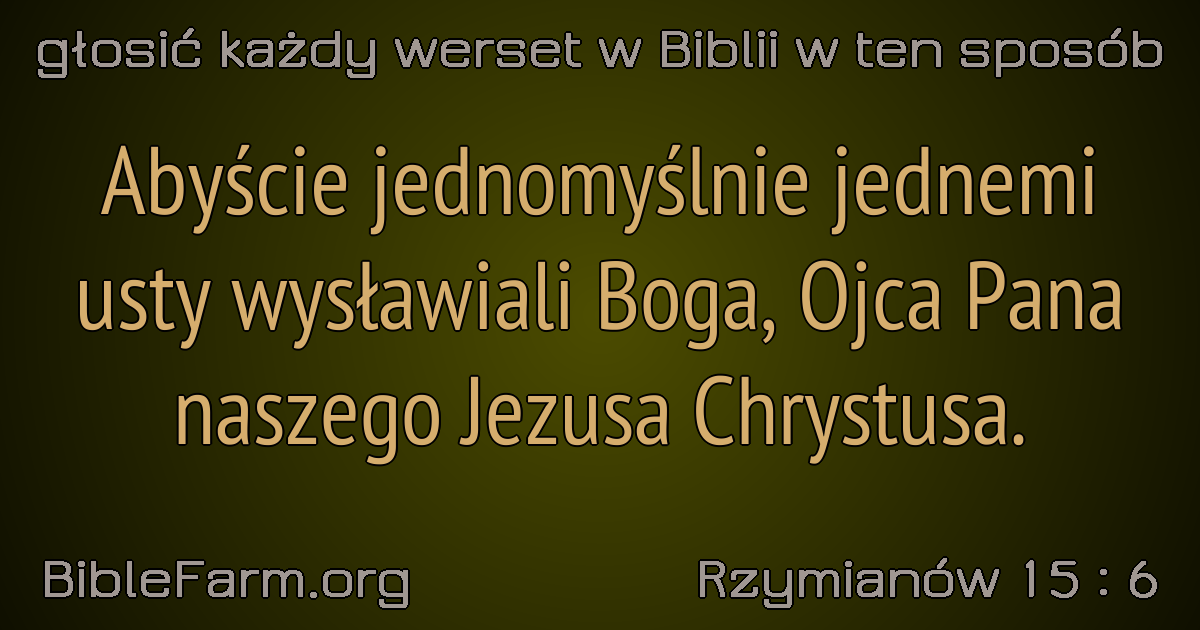 głosić każdy werset w Biblii w ten sposób
Abyście jednomyślnie jednemi
usty wysławiali Boga, Ojca Pana
naszego Jezusa Chrystusa.
BibleFarm.org
Rzymianów 15 : 6